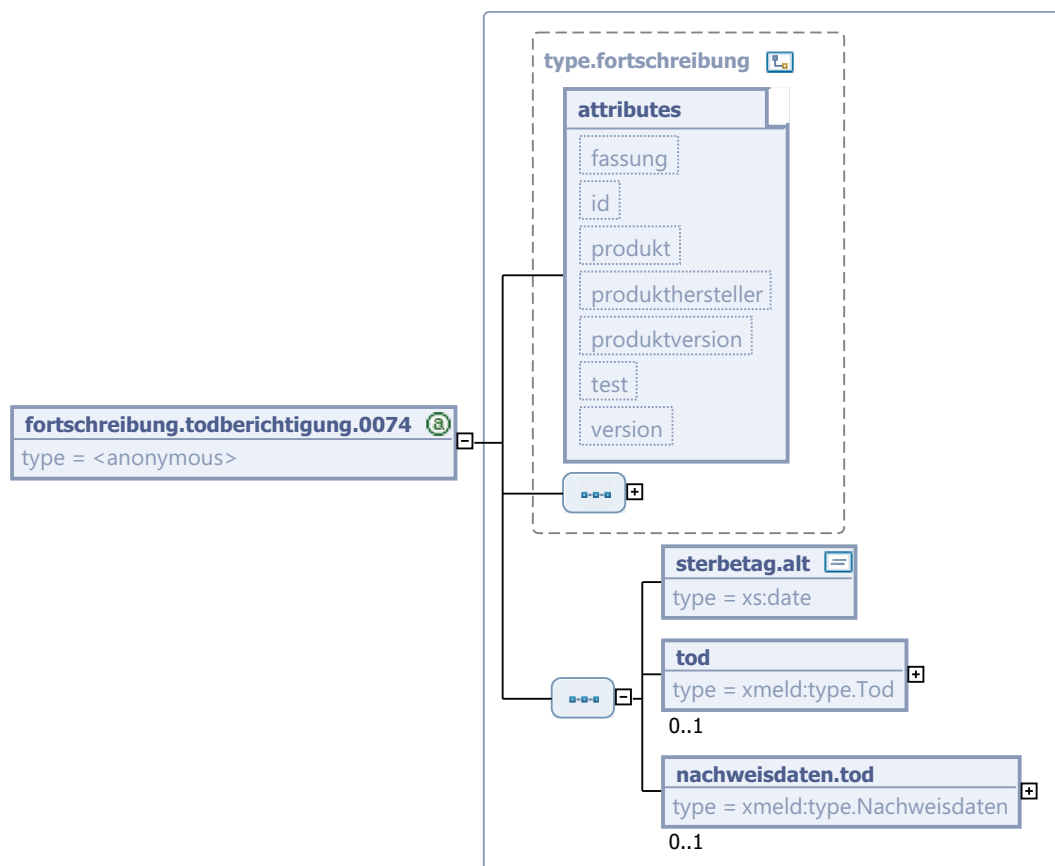 type.fortschreibung
attributes
fassung
id
produkt
produkthersteller
produktversion
test
version
fortschreibung.todberichtigung.0074 @
type = <anonymous>
sterbetag.alt
type = xs:date
tod
type = xmeld:type.Tod
0..1
nachweisdaten.tod
type = xmeld:type.Nachweisdaten
0..1